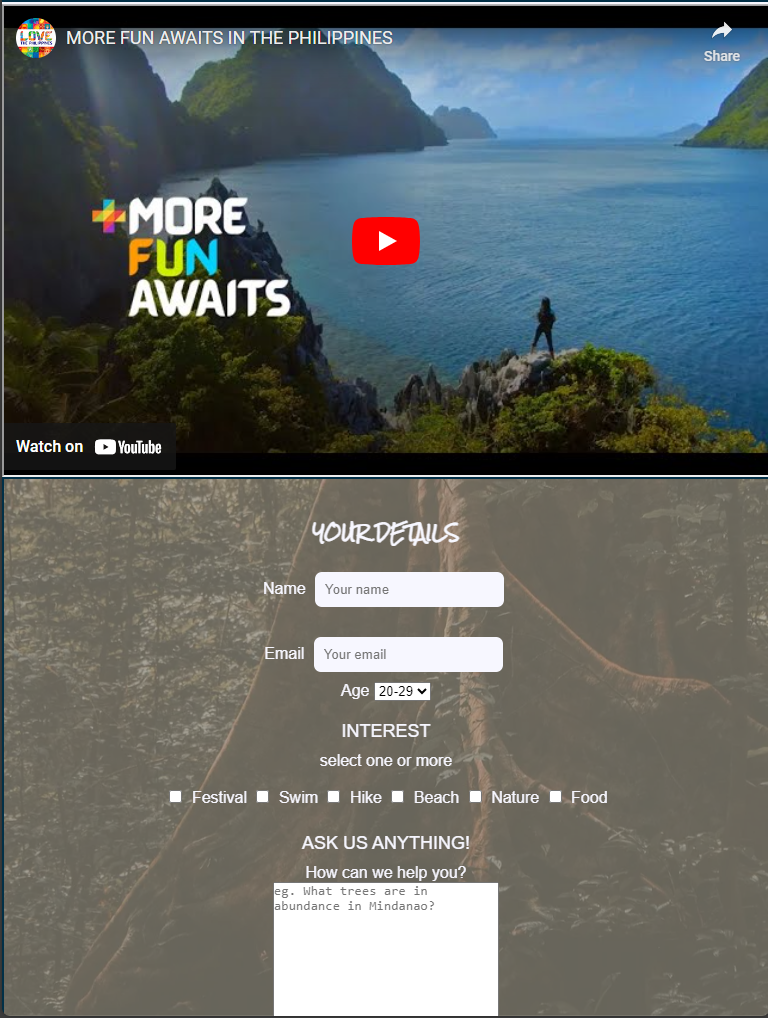 LOVE
THE PHILIPPINES
MORE FUN AWAITS IN THE PHILIPPINES
Share
+MORE
FUN
AWAITS
Watch on YouTube
YOUR DETAILS
Name Your name
Email Your email
Age 20-29
INTEREST
select one or more
Festival Swim Hike Beach Nature Food
ASK US ANYTHING!
How can we help you?
eg. What trees are in
abundance in Mindanao?